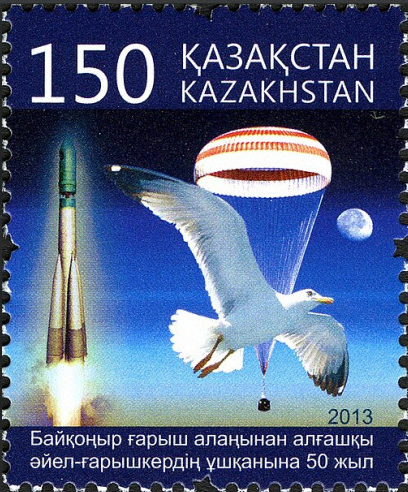 150
ҚАЗАҚСТАН
KAZAKHSTAN
2013
Байқоңыр ғарыш алаңынан алғашқы
әйел-ғарышкердің ұшқанына 50 жыл